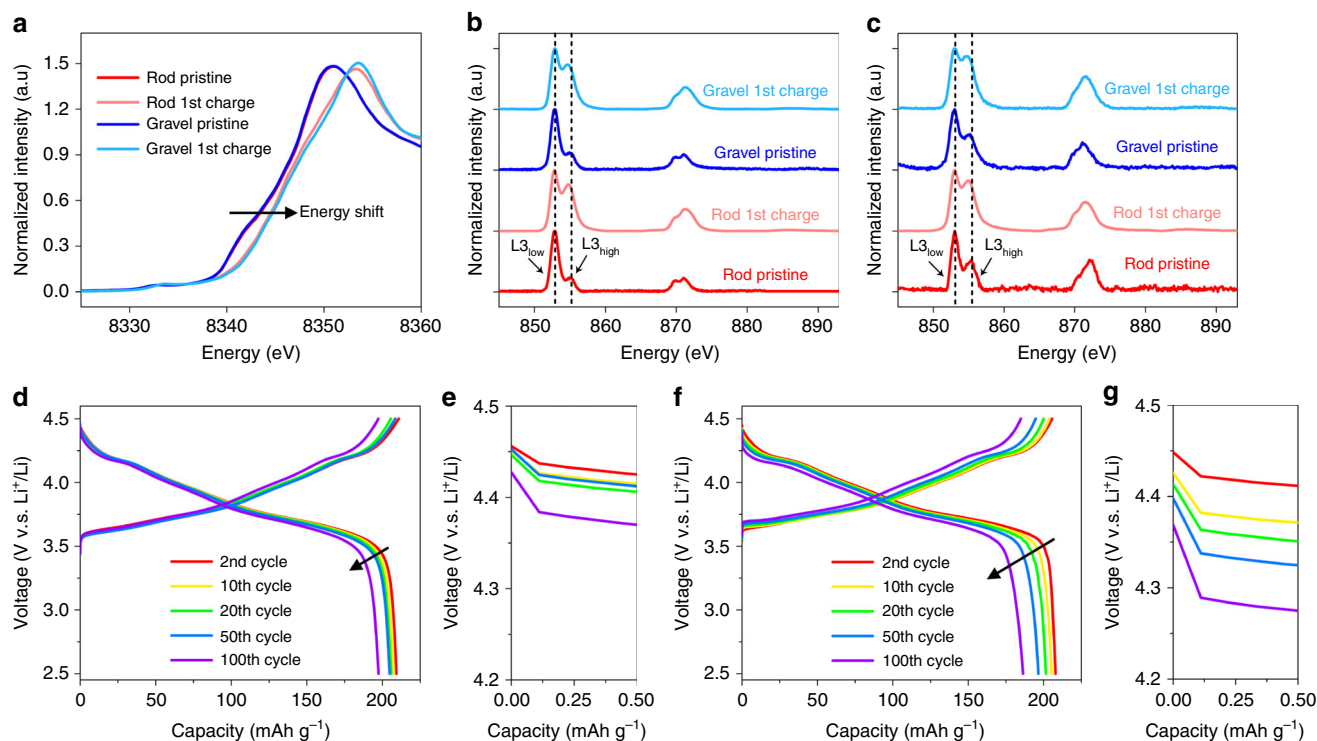 a
Normalized intensity (a.u)
1.5
1.2
0.9
0.6
0.3
0.0
Rod pristine
Rod 1st charge
Gravel pristine
Gravel 1st charge
Energy shift
8330 8340 8350 8360
Energy (eV)
b
Normalized intensity (a.u)
Gravel 1st charge
Gravel pristine
Rod 1st charge
L3low L3high
Rod pristine
850 860 870 880 890
Energy (eV)
c
Normalized intensity (a.u)
Gravel 1st charge
Gravel pristine
Rod 1st charge
L3low L3high
Rod pristine
850 860 870 880 890
Energy (eV)
d
Voltage (V v.s. Li⁺/Li)
4.5
4.0
3.5
3.0
2.5
2nd cycle
10th cycle
20th cycle
50th cycle
100th cycle
0 50 100 150 200
Capacity (mAh g⁻¹)
e
Voltage (V v.s. Li⁺/Li)
4.5
4.4
4.3
4.2
0.00 0.25 0.50
Capacity (mAh g⁻¹)
f
Voltage (V v.s. Li⁺/Li)
4.5
4.0
3.5
3.0
2.5
2nd cycle
10th cycle
20th cycle
50th cycle
100th cycle
0 50 100 150 200
Capacity (mAh g⁻¹)
g
Voltage (V v.s. Li⁺/Li)
4.5
4.4
4.3
4.2
0.00 0.25 0.50
Capacity (mAh g⁻¹)